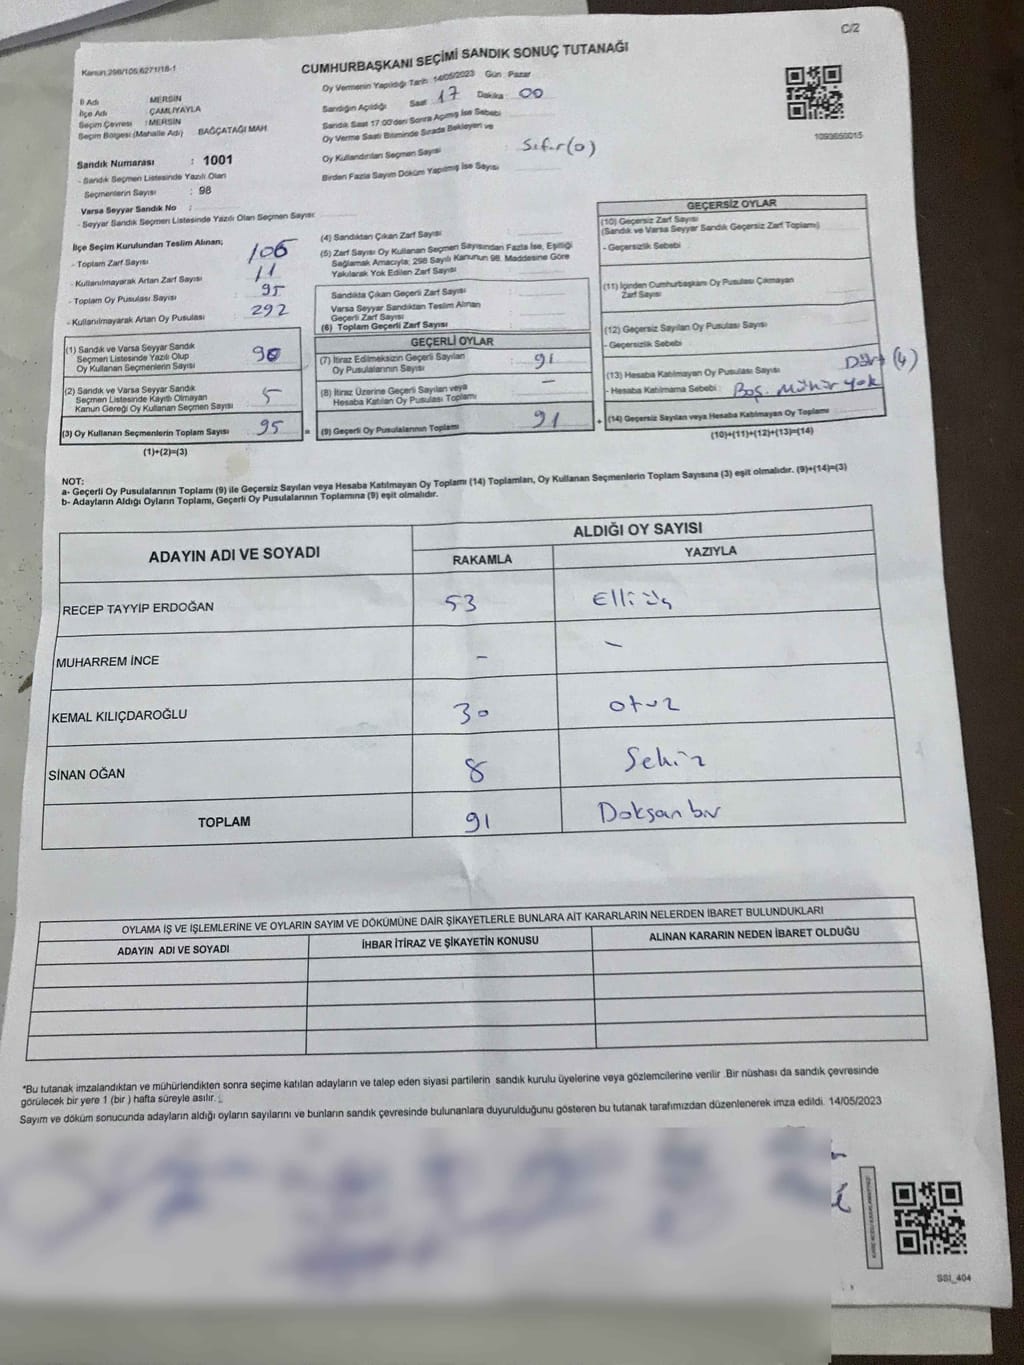 C/2
Kanun:298/105,6271/18-1
CUMHURBAŞKANI SEÇİMİ SANDIK SONUÇ TUTANAĞI
Oy Vermenin Yapıldığı Tarih 14/05/2023 Gün : Pazar
Sandığın Açıldığı Saat 17 Dakika : 00
Sandık Saat 17.00'den Sonra Açılmış İse Sebebi
Oy Verme Saati Bitiminde Sırada Bekleyen ve
Oy Kullandırılan Seçmen Sayısı : Sıfır (0)
Birden Fazla Sayım Döküm Yapılmış İse Sayısı
1093650015
İl Adı : MERSİN
İlçe Adı : ÇAMLIYAYLA
Seçim Çevresi : MERSİN
Seçim Bölgesi (Mahalle Adı) BAĞÇATAĞI MAH
Sandık Numarası : 1001
- Sandık Seçmen Listesinde Yazılı Olan
Seçmenlerin Sayısı : 98
Varsa Seyyar Sandık No :
- Seyyar Sandık Seçmen Listesinde Yazılı Olan Seçmen Sayısı:
İlçe Seçim Kurulundan Teslim Alınan;
- Toplam Zarf Sayısı : 106
- Kullanılmayarak Artan Zarf Sayısı : 11
- Toplam Oy Pusulası Sayısı : 95
- Kullanılmayarak Artan Oy Pusulası : 292
(1) Sandık ve Varsa Seyyar Sandık
Seçmen Listesinde Yazılı Olup
Oy Kullanan Seçmenlerin Sayısı 90
(2) Sandık ve Varsa Seyyar Sandık
Seçmen Listesinde Kayıtlı Olmayan
Kanun Gereği Oy Kullanan Seçmen Sayısı 5
(3) Oy Kullanan Seçmenlerin Toplam Sayısı 95 =
(1)+(2)=(3)
(4) Sandıktan Çıkan Zarf Sayısı
(5) Zarf Sayısı Oy Kullanan Seçmen Sayısından Fazla İse, Eşitliği
Sağlamak Amacıyla; 298 Sayılı Kanunun 98. Maddesine Göre
Yakılarak Yok Edilen Zarf Sayısı
Sandıkta Çıkan Geçerli Zarf Sayısı
Varsa Seyyar Sandıktan Teslim Alınan
Geçerli Zarf Sayısı
(6) Toplam Geçerli Zarf Sayısı
GEÇERLİ OYLAR
(7) İtiraz Edilmeksizin Geçerli Sayılan
Oy Pusulasının Sayısı : 91
(8) İtiraz Üzerine Geçerli Sayılan veya
Hesaba Katılan Oy Pusulası Toplamı —
(9) Geçerli Oy Pusulalarının Toplamı 91 +
GEÇERSİZ OYLAR
(10) Geçersiz Zarf Sayısı
(Sandık ve Varsa Seyyar Sandık Geçersiz Zarf Toplamı)
- Geçersizlik Sebebi
(11) İçinden Cumhurbaşkanı Oy Pusulası Çıkmayan
Zarf Sayısı
(12) Geçersiz Sayılan Oy Pusulası Sayısı
- Geçersizlik Sebebi :
(13) Hesaba Katılmayan Oy Pusulası Sayısı Dört (4)
- Hesaba Katılmama Sebebi : Boş. Mühür yok
(14) Geçersiz Sayılan veya Hesaba Katılmayan Oy Toplamı
(10)+(11)+(12)+(13)=(14)
NOT:
a- Geçerli Oy Pusulalarının Toplamı (9) ile Geçersiz Sayılan veya Hesaba Katılmayan Oy Toplamı (14) Toplamları, Oy Kullanan Seçmenlerin Toplam Sayısına (3) eşit olmalıdır. (9)+(14)=(3)
b- Adayların Aldığı Oyların Toplamı, Geçerli Oy Pusulalarının Toplamına (9) eşit olmalıdır.
ADAYIN ADI VE SOYADI
ALDIĞI OY SAYISI
RAKAMLA YAZIYLA
RECEP TAYYİP ERDOĞAN 53 Elli üç
MUHARREM İNCE - -
KEMAL KILIÇDAROĞLU 30 otuz
SİNAN OĞAN 8 Sekiz
TOPLAM 91 Doksan bir
OYLAMA İŞ VE İŞLEMLERİNE VE OYLARIN SAYIM VE DÖKÜMÜNE DAİR ŞİKAYETLERLE BUNLARA AİT KARARLARIN NELERDEN İBARET BULUNDUKLARI
ADAYIN ADI VE SOYADI İHBAR İTİRAZ VE ŞİKAYETİN KONUSU ALINAN KARARIN NEDEN İBARET OLDUĞU
*Bu tutanak imzalandıktan ve mühürlendikten sonra seçime katılan adayların ve talep eden siyasi partilerin sandık kurulu üyelerine veya gözlemcilerine verilir .Bir nüshası da sandık çevresinde
görülecek bir yere 1 (bir ) hafta süreyle asılır.
Sayım ve döküm sonucunda adayların aldığı oyların sayılarını ve bunların sandık çevresinde bulunanlara duyurulduğunu gösteren bu tutanak tarafımızdan düzenlenerek imza edildi. 14/05/2023
SSI_404